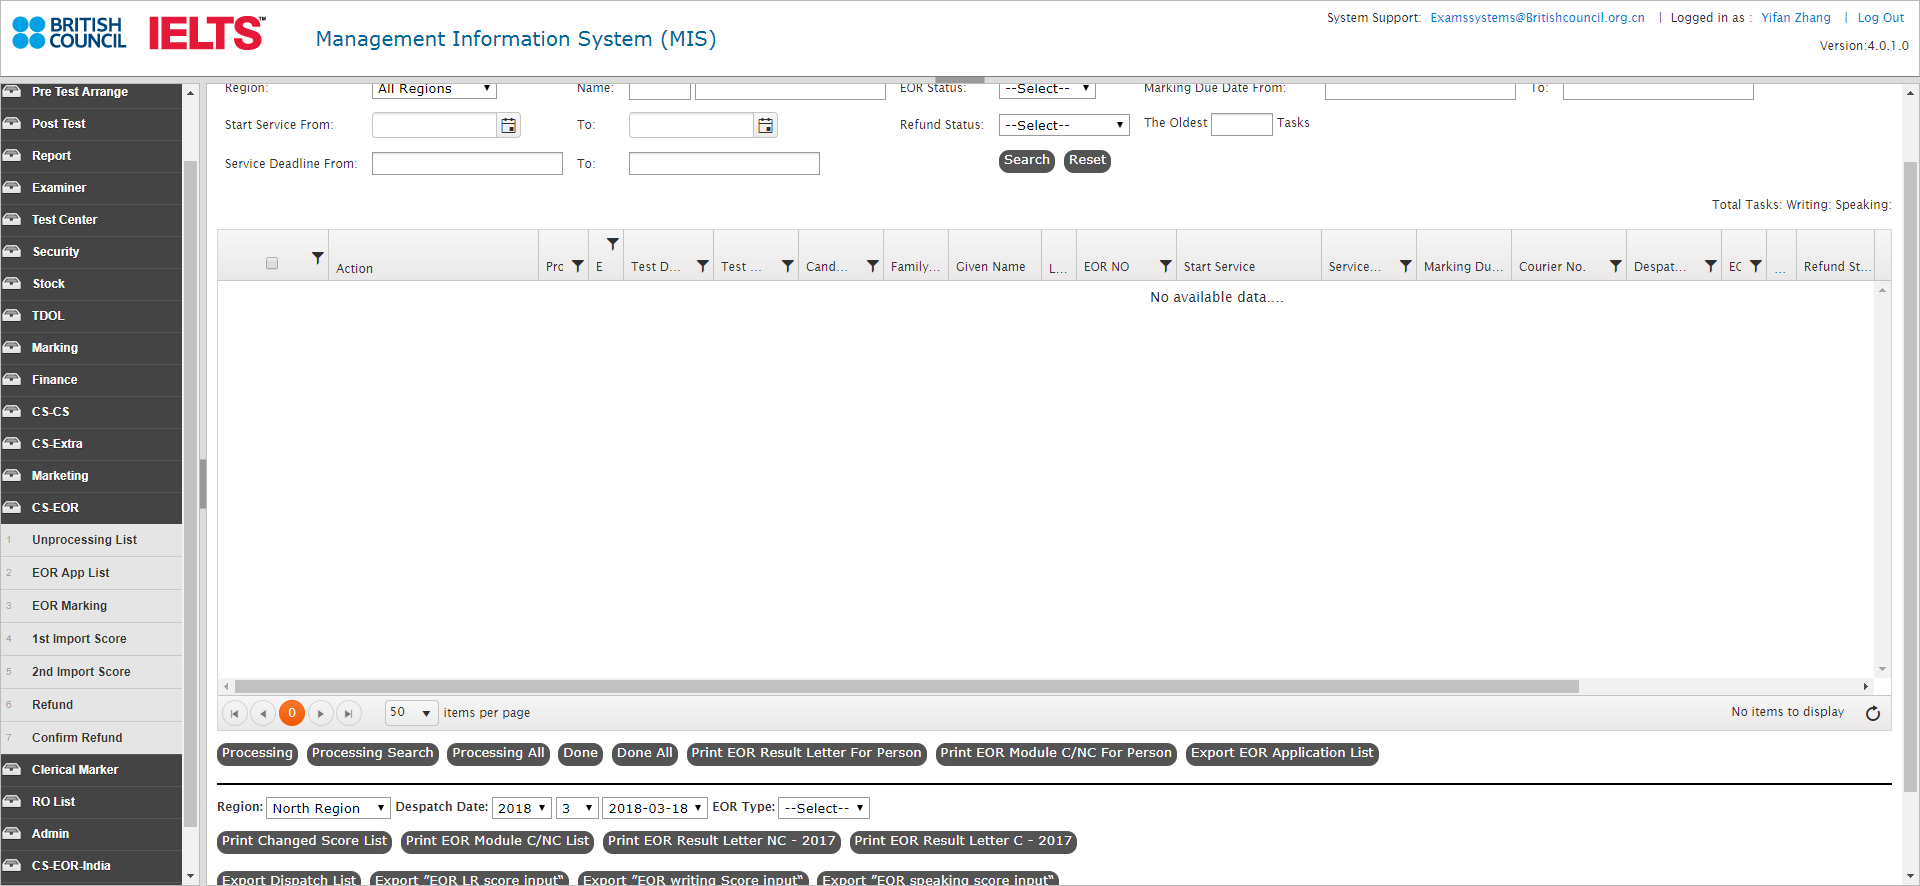 BRITISH COUNCIL
IELTS™
Management Information System (MIS)
System Support: Examssystems@Britishcouncil.org.cn | Logged in as : Yifan Zhang | Log Out
Version:4.0.1.0
Pre Test Arrange
Post Test
Report
Examiner
Test Center
Security
Stock
TDOL
Marking
Finance
CS-CS
CS-Extra
Marketing
CS-EOR
1 Unprocessing List
2 EOR App List
3 EOR Marking
4 1st Import Score
5 2nd Import Score
6 Refund
7 Confirm Refund
Clerical Marker
RO List
Admin
CS-EOR-India
Region: All Regions Name: EOR Status: --Select-- Marking Due Date From: To:
Start Service From: To: Refund Status: --Select-- The Oldest Tasks
Service Deadline From: To: Search Reset
Total Tasks: Writing: Speaking:
Action Prc E Test D... Test ... Cand... Family... Given Name L... EOR NO Start Service Service... Marking Du... Courier No. Despat... EC ... Refund St...
No available data....
0 50 items per page No items to display
Processing Processing Search Processing All Done Done All Print EOR Result Letter For Person Print EOR Module C/NC For Person Export EOR Application List
Region: North Region Despatch Date: 2018 3 2018-03-18 EOR Type: --Select--
Print Changed Score List Print EOR Module C/NC List Print EOR Result Letter NC - 2017 Print EOR Result Letter C - 2017
Export Dispatch List Export "EOR LR score input" Export "EOR writing Score input" Export "EOR speaking score input"